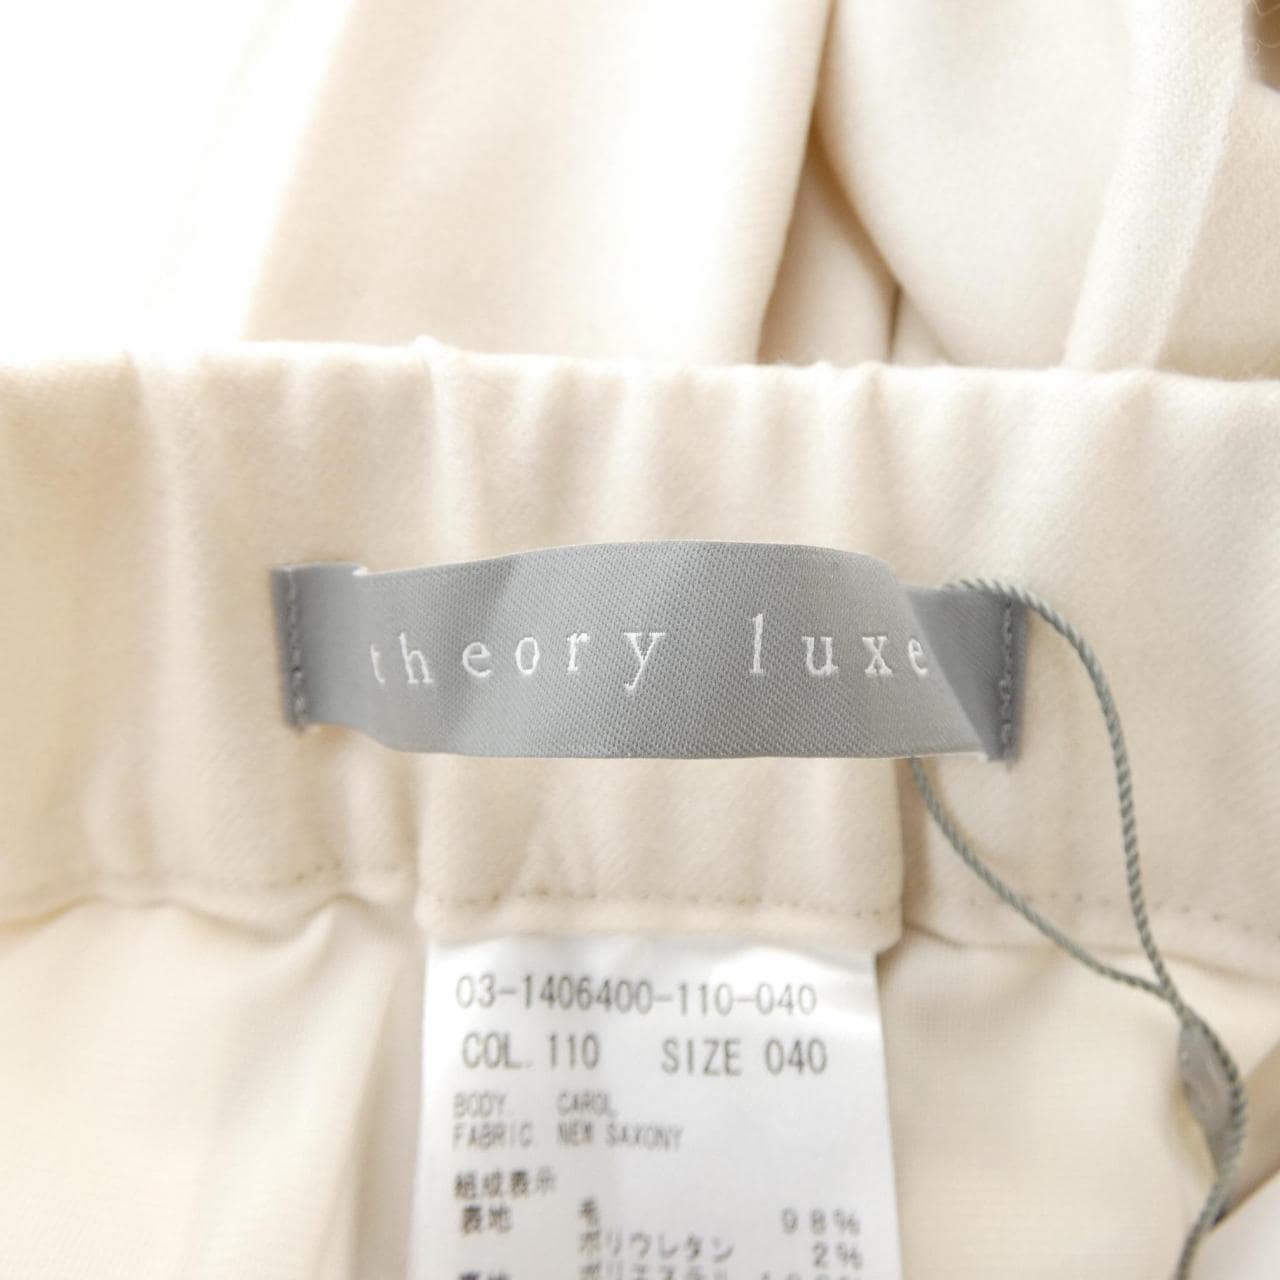 theory luxe
03-1406400-110-040
COL. 110 SIZE 040
BODY CAROL
FABRIC NEW SAXONY
組成表示
表地 毛 98%
ポリウレタン 2%